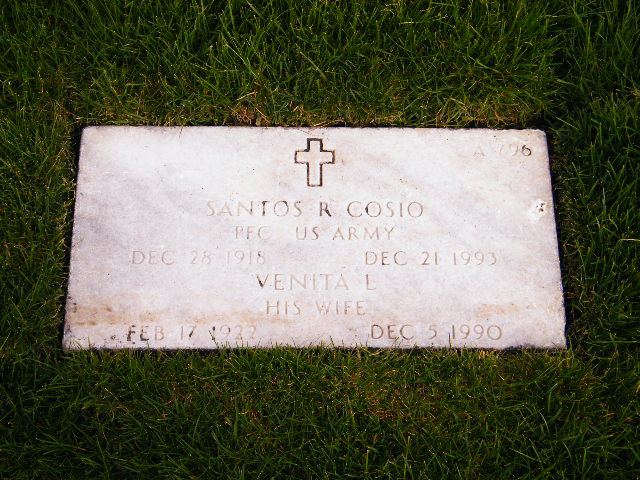 A 796
SANTOS R COSIO
PFC US ARMY
DEC 28 1918 DEC 21 1993
VENITA L
HIS WIFE
FEB 17 1922 DEC 5 1990